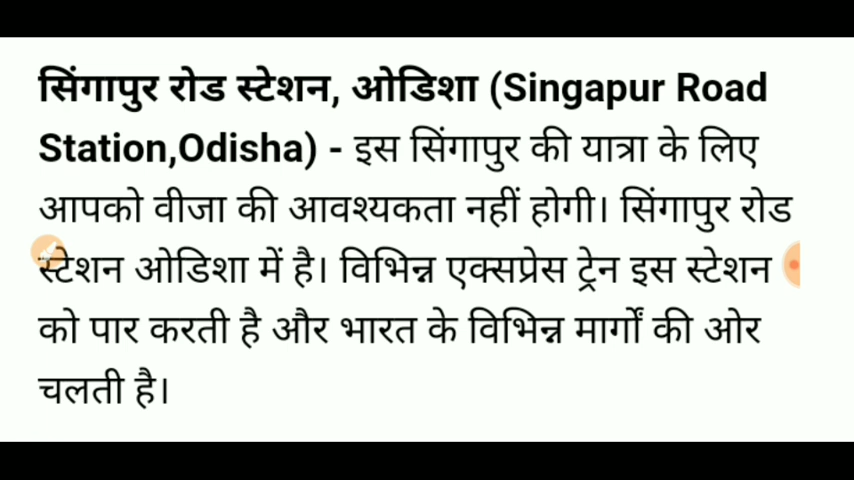 सिंगापुर रोड स्टेशन, ओडिशा (Singapur Road
Station,Odisha) - इस सिंगापुर की यात्रा के लिए
आपको वीजा की आवश्यकता नहीं होगी। सिंगापुर रोड
स्टेशन ओडिशा में है। विभिन्न एक्सप्रेस ट्रेन इस स्टेशन
को पार करती है और भारत के विभिन्न मार्गों की ओर
चलती है।